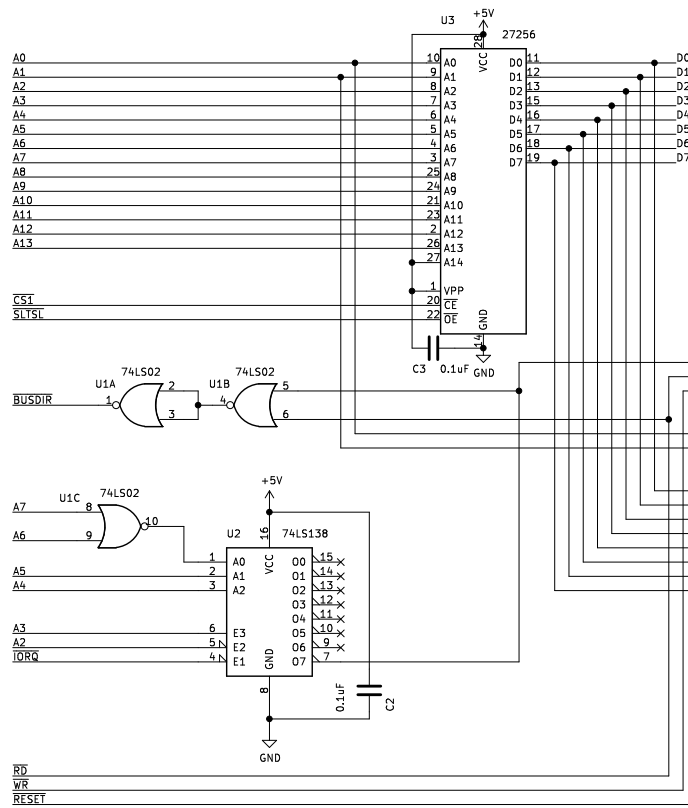 U3 +5V 27256
28 VCC
A0 10 A0 D0 11 D0
A1 9 A1 D1 12 D1
A2 8 A2 D2 13 D2
A3 7 A3 D3 15 D3
A4 6 A4 D4 16 D4
A5 5 A5 D5 17 D5
A6 4 A6 D6 18 D6
A7 3 A7 D7 19 D7
A8 25 A8
A9 24 A9
A10 21 A10
A11 23 A11
A12 2 A12
A13 26 A13
27 A14
1 VPP
CS1 20 CE
SLTSL 22 OE
GND 14
C3 0.1uF GND
74LS02 74LS02
U1A U1B
BUSDIR 1 2 3 4 5 6
+5V
U1C 74LS02
A7 8
A6 9 10
U2 16 74LS138
VCC
1 A0 O0 15
A5 2 A1 O1 14
A4 3 A2 O2 13
O3 12
O4 11
A3 6 E3 O5 10
A2 5 E2 O6 9
IORQ 4 E1 O7 7
GND 8
0.1uF C2
GND
RD
WR
RESET